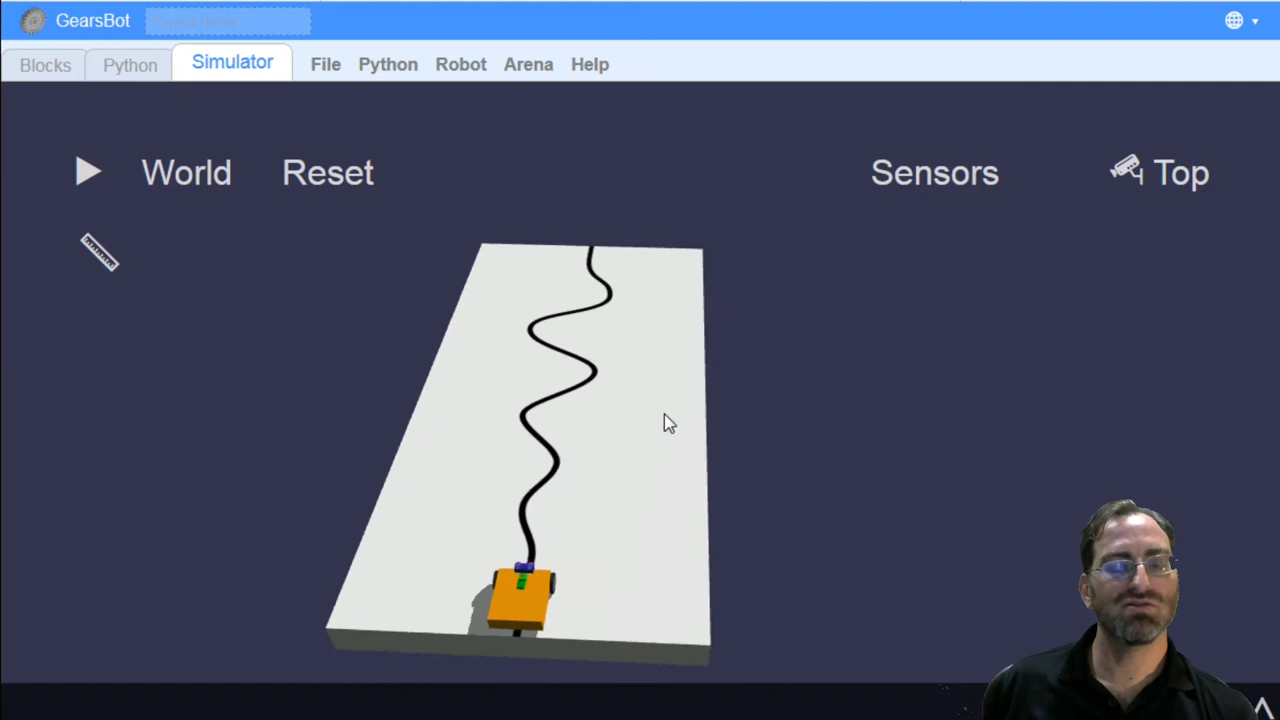 GearsBot
Blocks Python Simulator File Python Robot Arena Help
World Reset Sensors Top